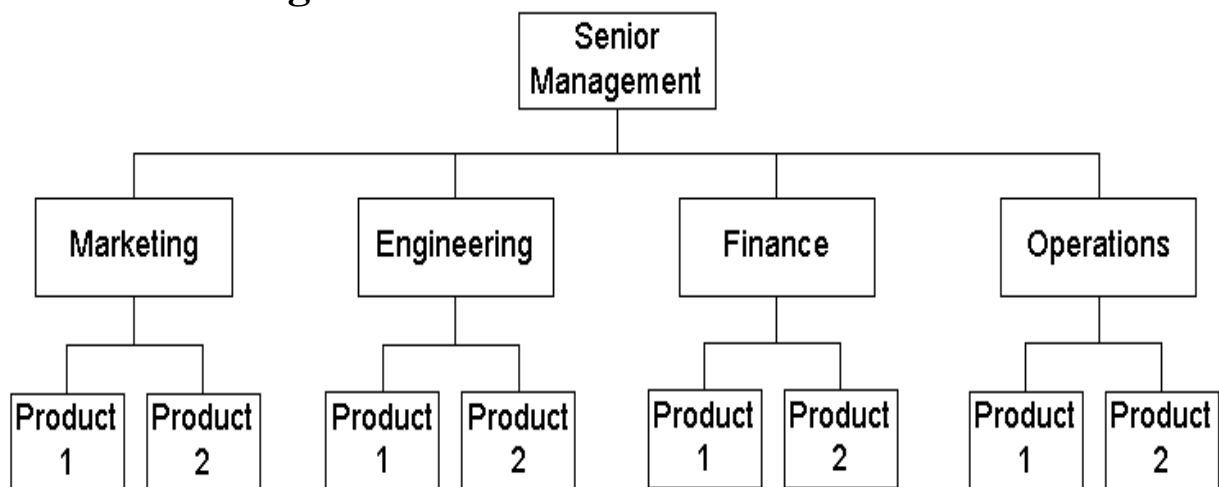 Senior
Management
Marketing
Engineering
Finance
Operations
Product
1
Product
2
Product
1
Product
2
Product
1
Product
2
Product
1
Product
2